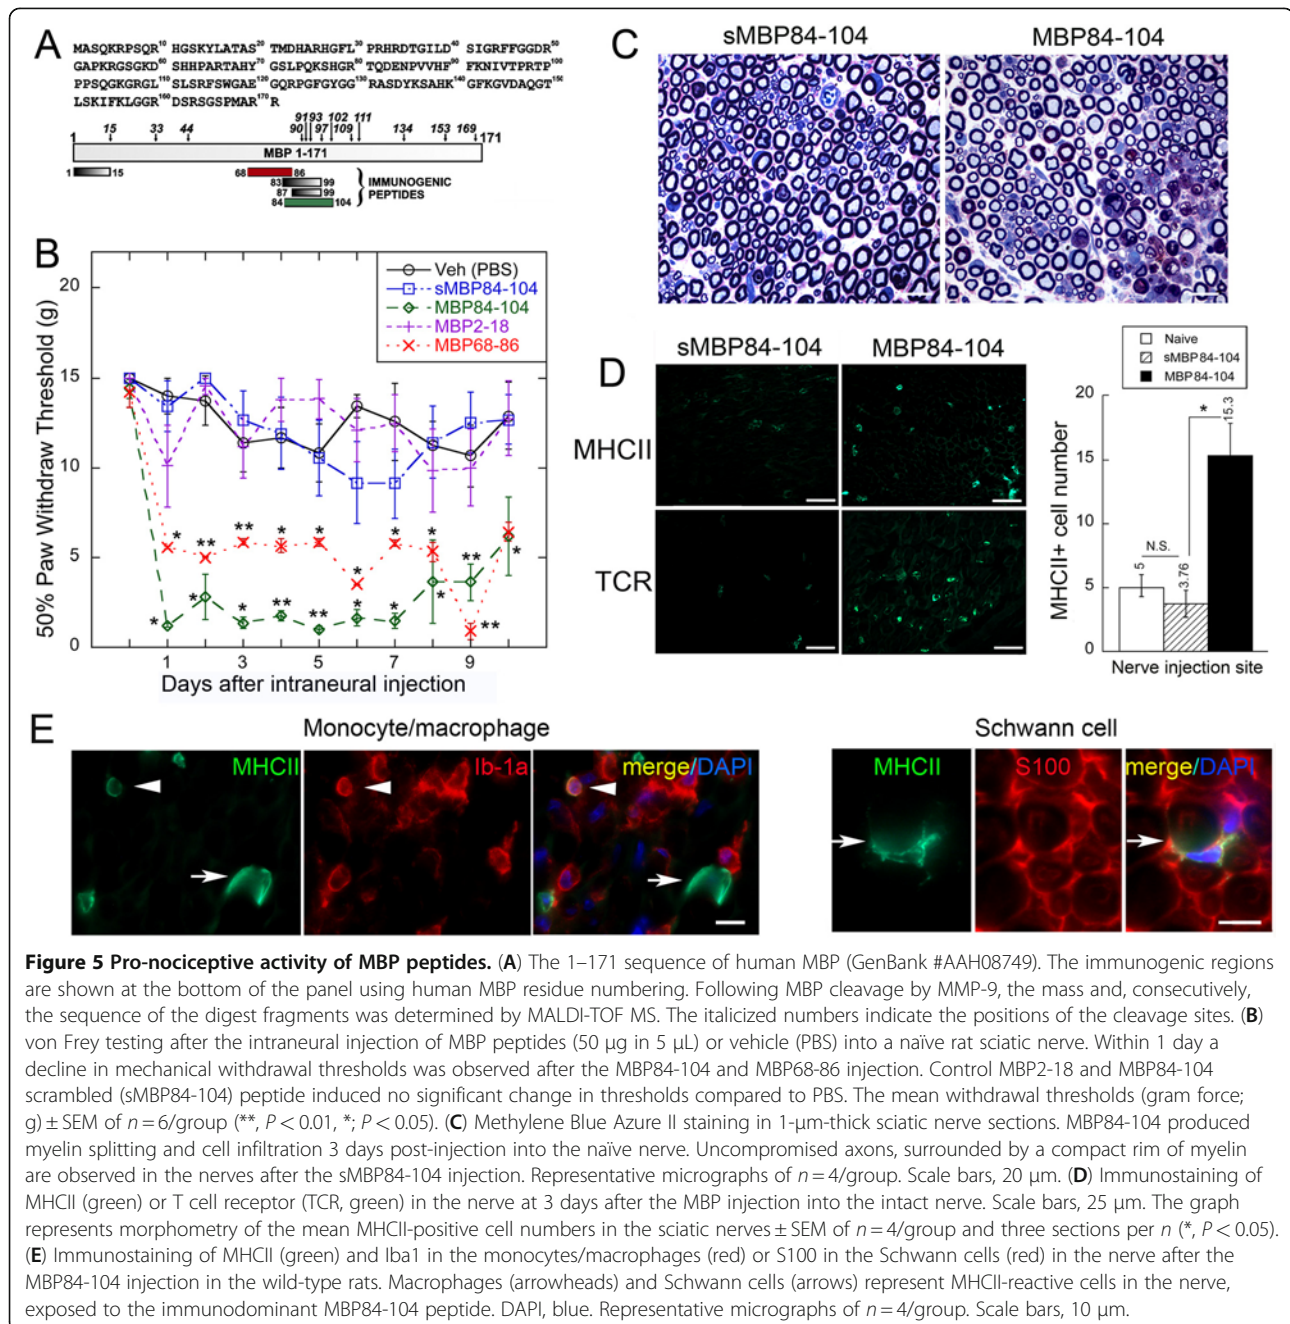 A
MASQKRPSQR¹⁰ HGSKYLATAS²⁰ TMDHARHGFL³⁰ PRHRDTGILD⁴⁰ SIGRFFGGDR⁵⁰
GAPKRGSGKD⁶⁰ SHHPARTAHY⁷⁰ GSLPQKSHGR⁸⁰ TQDENPVVHF⁹⁰ FKNIVTPRTP¹⁰⁰
PPSQGKGRGL¹¹⁰ SLSRFSWGAE¹²⁰ GQRPGFGYGG¹³⁰ RASDYKSAHK¹⁴⁰ GFKGVDAQGT¹⁵⁰
LSKIFKLGGR¹⁶⁰ DSRSGSPMAR¹⁷⁰ R
91 93 102 111
1 15 33 44 90 97 109 134 153 169 171
MBP 1-171
1 15 68 86
83 99 IMMUNOGENIC
87 99 PEPTIDES
84 104
B
50% Paw Withdraw Threshold (g)
20
15
10
5
0
Veh (PBS)
sMBP84-104
MBP84-104
MBP2-18
MBP68-86
* ** ** * * * * * **
*
* * * ** ** * * *
**
1 3 5 7 9
Days after intraneural injection
C
sMBP84-104 MBP84-104
D
sMBP84-104 MBP84-104
MHCII
TCR
Naive
sMBP84-104
MBP84-104
MHCII+ cell number
20
15
10
5
0
N.S.
*
5
3.76
15.3
Nerve injection site
E
Monocyte/macrophage
MHCII Ib-1a merge/DAPI
Schwann cell
MHCII S100 merge/DAPI
Figure 5 Pro-nociceptive activity of MBP peptides. (A) The 1–171 sequence of human MBP (GenBank #AAH08749). The immunogenic regions
are shown at the bottom of the panel using human MBP residue numbering. Following MBP cleavage by MMP-9, the mass and, consecutively,
the sequence of the digest fragments was determined by MALDI-TOF MS. The italicized numbers indicate the positions of the cleavage sites. (B)
von Frey testing after the intraneural injection of MBP peptides (50 μg in 5 μL) or vehicle (PBS) into a naïve rat sciatic nerve. Within 1 day a
decline in mechanical withdrawal thresholds was observed after the MBP84-104 and MBP68-86 injection. Control MBP2-18 and MBP84-104
scrambled (sMBP84-104) peptide induced no significant change in thresholds compared to PBS. The mean withdrawal thresholds (gram force;
g) ± SEM of n = 6/group (**, P < 0.01, *; P < 0.05). (C) Methylene Blue Azure II staining in 1-μm-thick sciatic nerve sections. MBP84-104 produced
myelin splitting and cell infiltration 3 days post-injection into the naïve nerve. Uncompromised axons, surrounded by a compact rim of myelin
are observed in the nerves after the sMBP84-104 injection. Representative micrographs of n = 4/group. Scale bars, 20 μm. (D) Immunostaining of
MHCII (green) or T cell receptor (TCR, green) in the nerve at 3 days after the MBP injection into the intact nerve. Scale bars, 25 μm. The graph
represents morphometry of the mean MHCII-positive cell numbers in the sciatic nerves ± SEM of n = 4/group and three sections per n (*, P < 0.05).
(E) Immunostaining of MHCII (green) and Iba1 in the monocytes/macrophages (red) or S100 in the Schwann cells (red) in the nerve after the
MBP84-104 injection in the wild-type rats. Macrophages (arrowheads) and Schwann cells (arrows) represent MHCII-reactive cells in the nerve,
exposed to the immunodominant MBP84-104 peptide. DAPI, blue. Representative micrographs of n = 4/group. Scale bars, 10 μm.